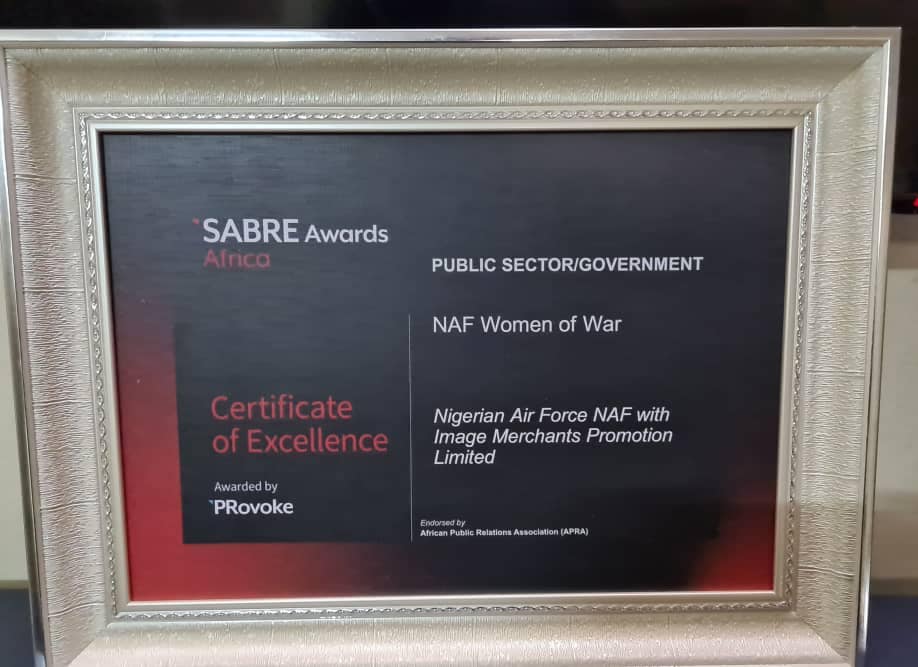 SABRE Awards
Africa
Certificate
of Excellence
Awarded by
PRovoke
PUBLIC SECTOR/GOVERNMENT
NAF Women of War
Nigerian Air Force NAF with
Image Merchants Promotion
Limited
Endorsed by
African Public Relations Association (APRA)